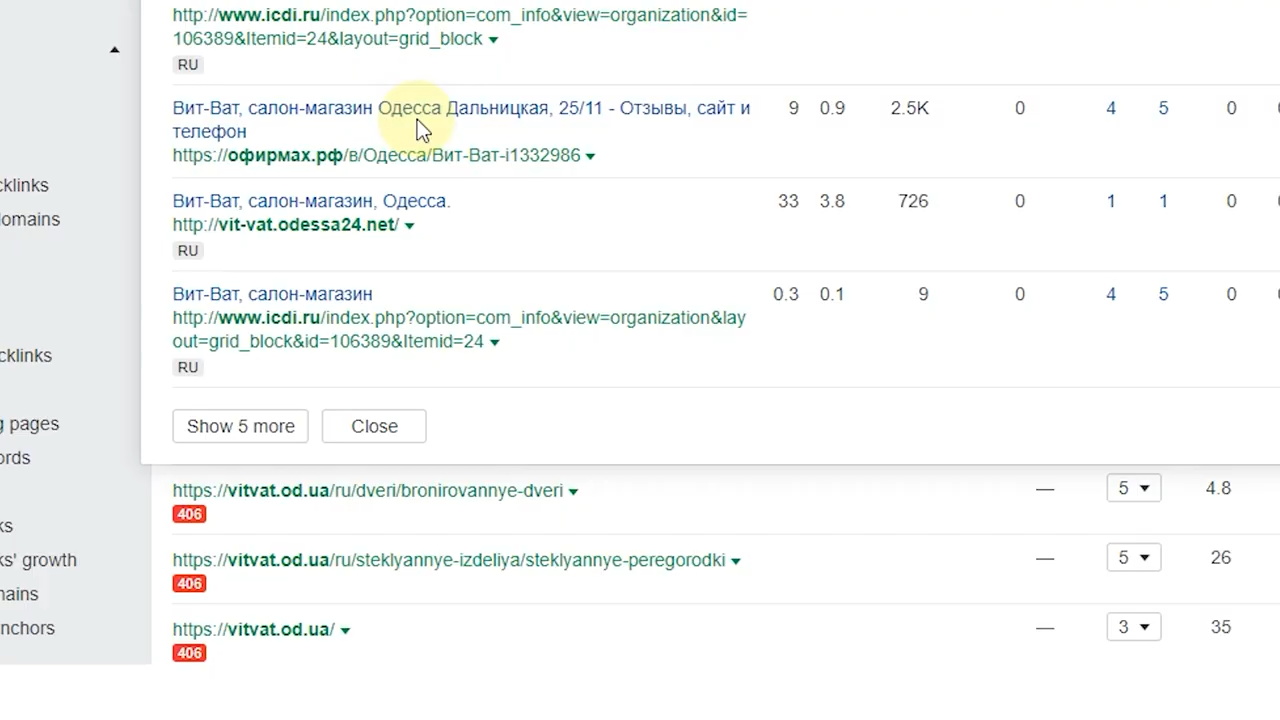 http://www.icdi.ru/index.php?option=com_info&view=organization&id=
106389&Itemid=24&layout=grid_block
RU
Вит-Ват, салон-магазин Одесса Дальницкая, 25/11 - Отзывы, сайт и 9 0.9 2.5K 0 4 5 0
телефон
https://офирмах.рф/в/Одесса/Вит-Ват-i1332986
cklinks
omains
Вит-Ват, салон-магазин, Одесса. 33 3.8 726 0 1 1 0
http://vit-vat.odessa24.net/
RU
Вит-Ват, салон-магазин 0.3 0.1 9 0 4 5 0
http://www.icdi.ru/index.php?option=com_info&view=organization&lay
out=grid_block&id=106389&Itemid=24
RU
cklinks
g pages
ords
Show 5 more Close
https://vitvat.od.ua/ru/dveri/bronirovannye-dveri — 5 4.8
406
ks
ks' growth
https://vitvat.od.ua/ru/steklyannye-izdeliya/steklyannye-peregorodki — 5 26
406
nains
nchors
https://vitvat.od.ua/ — 3 35
406